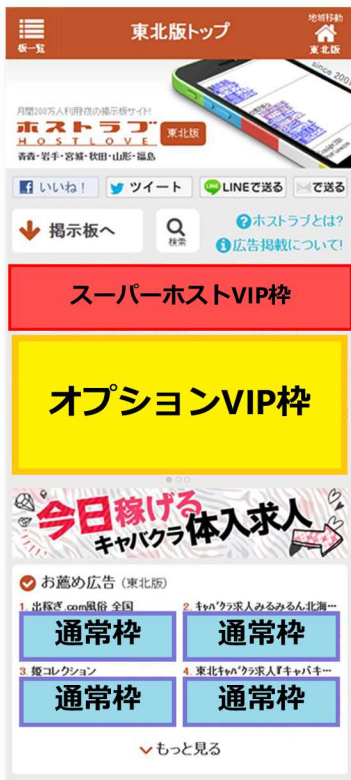 板一覧
東北版トップ
地域移動
東北版
since 200
月間200万人利用夜の掲示板サイト!
ホストラブ
HOSTLOVE
東北版
青森・岩手・宮城・秋田・山形・福島
いいね!
ツイート
LINEで送る
で送る
掲示板へ
検索
ホストラブとは?
広告掲載について!
スーパーホストVIP枠
オプションVIP枠
今日稼げる
キャバクラ体入求人
お薦め広告（東北版）
1. 出稼ぎ.com風俗 全国
2. キャバクラ求人みるみるん北海…
通常枠
通常枠
3. 姫コレクション
4. 東北キャバクラ求人『キャバキ…
通常枠
通常枠
もっと見る